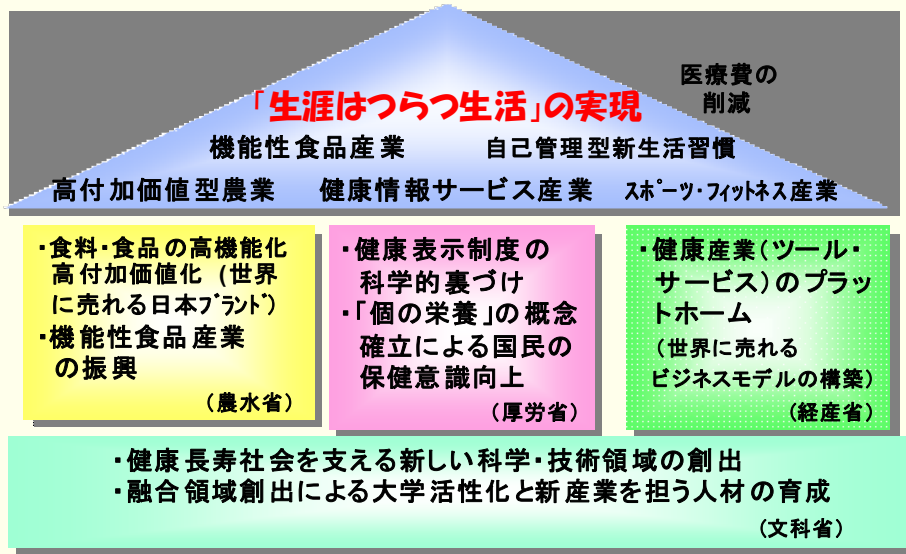 医療費の
削減
「生涯はつらつ生活」の実現
機能性食品産業
自己管理型新生活習慣
高付加価値型農業
健康情報サービス産業
スポーツ・フィットネス産業
・食料・食品の高機能化
高付加価値化 (世界
に売れる日本ブランド)
・機能性食品産業
の振興
(農水省)
・健康表示制度の
科学的裏づけ
・「個の栄養」の概念
確立による国民の
保健意識向上
(厚労省)
・健康産業(ツール・
サービス)のプラッ
トホーム
(世界に売れる
ビジネスモデルの構築)
(経産省)
・健康長寿社会を支える新しい科学・技術領域の創出
・融合領域創出による大学活性化と新産業を担う人材の育成
(文科省)